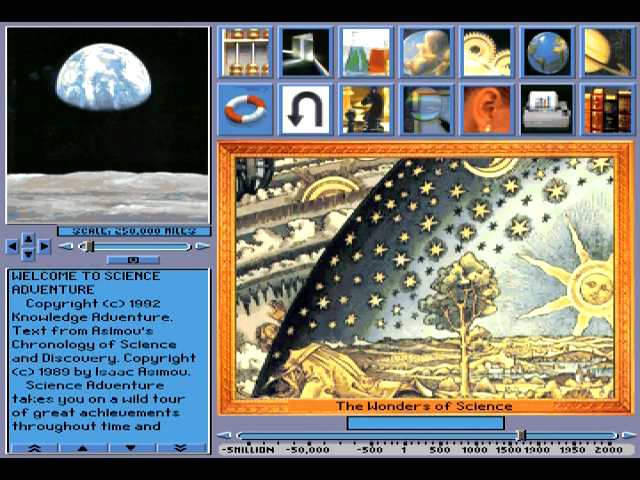 SCALE: 250,000 MILES
WELCOME TO SCIENCE
ADVENTURE
Copyright (c) 1992
Knowledge Adventure.
Text from Asimov's
Chronology of Science
and Discovery. Copyright
(c) 1989 by Isaac Asimov.
Science Adventure
takes you on a wild tour
of great achievements
throughout time and
The Wonders of Science
-5MILLION -50,000 -500 1 500 1000 1500 1900 1950 2000